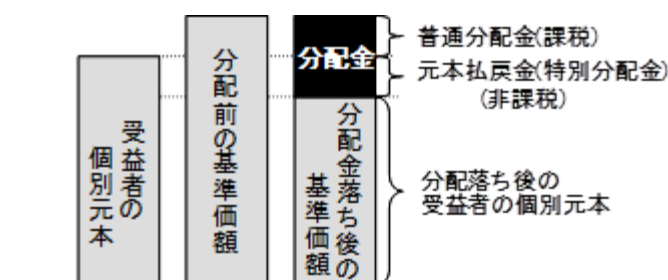 受益者の
個別元本
分配前の基準価額
分配金
分配金落ち後の
基準価額
普通分配金(課税)
元本払戻金(特別分配金)
(非課税)
分配落ち後の
受益者の個別元本